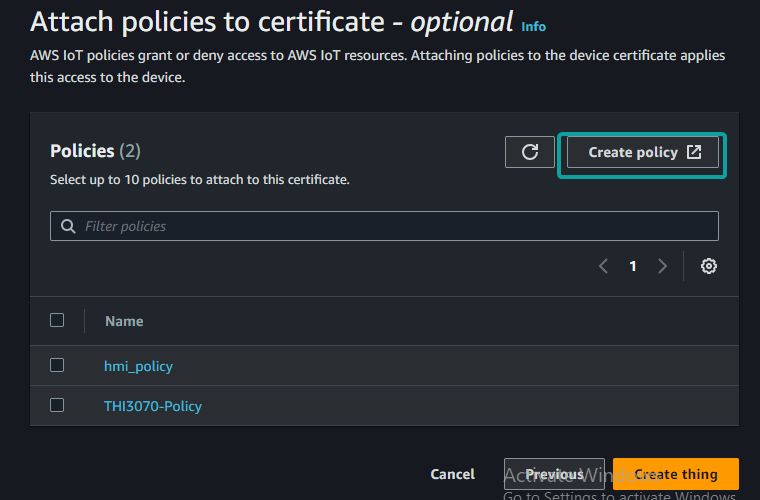 Attach policies to certificate - optional Info
AWS IoT policies grant or deny access to AWS IoT resources. Attaching policies to the device certificate applies
this access to the device.
Policies (2)
Create policy
Select up to 10 policies to attach to this certificate.
Filter policies
1
Name
hmi_policy
THI3070-Policy
Cancel
Previous
Create thing
Activate Windows
Go to Settings to activate Windows.